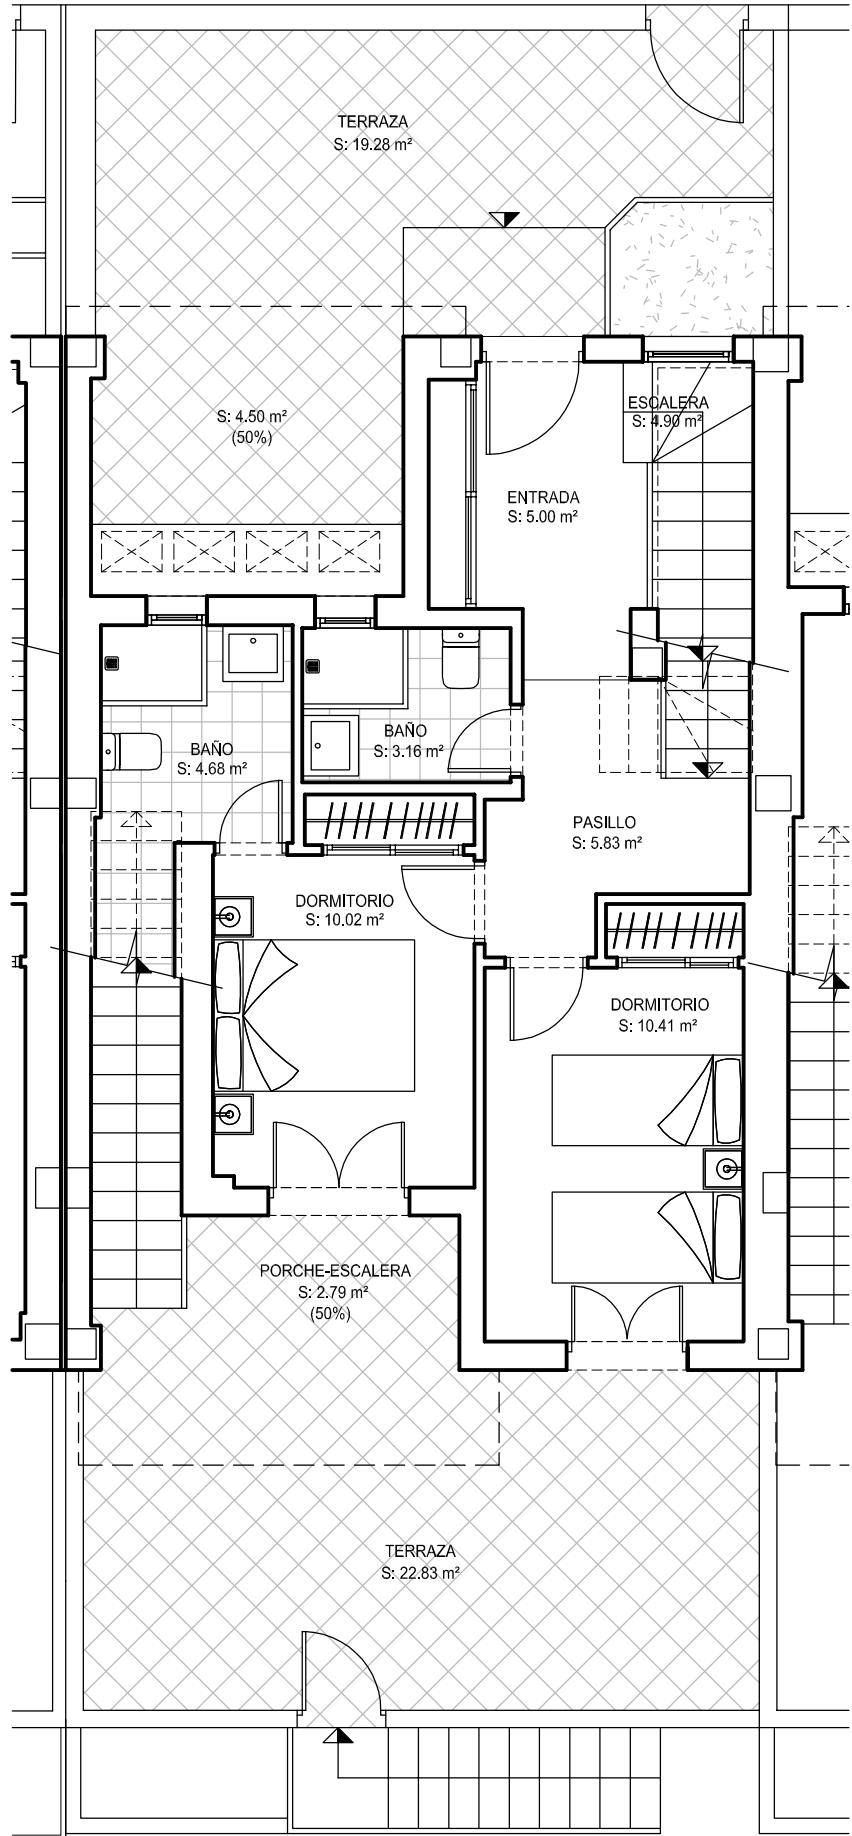 TERRAZA
S: 19.28 m²
S: 4.50 m²
(50%)
ESCALERA
S: 4.90 m²
ENTRADA
S: 5.00 m²
BAÑO
S: 3.16 m²
BAÑO
S: 4.68 m²
PASILLO
S: 5.83 m²
DORMITORIO
S: 10.02 m²
DORMITORIO
S: 10.41 m²
PORCHE-ESCALERA
S: 2.79 m²
(50%)
TERRAZA
S: 22.83 m²